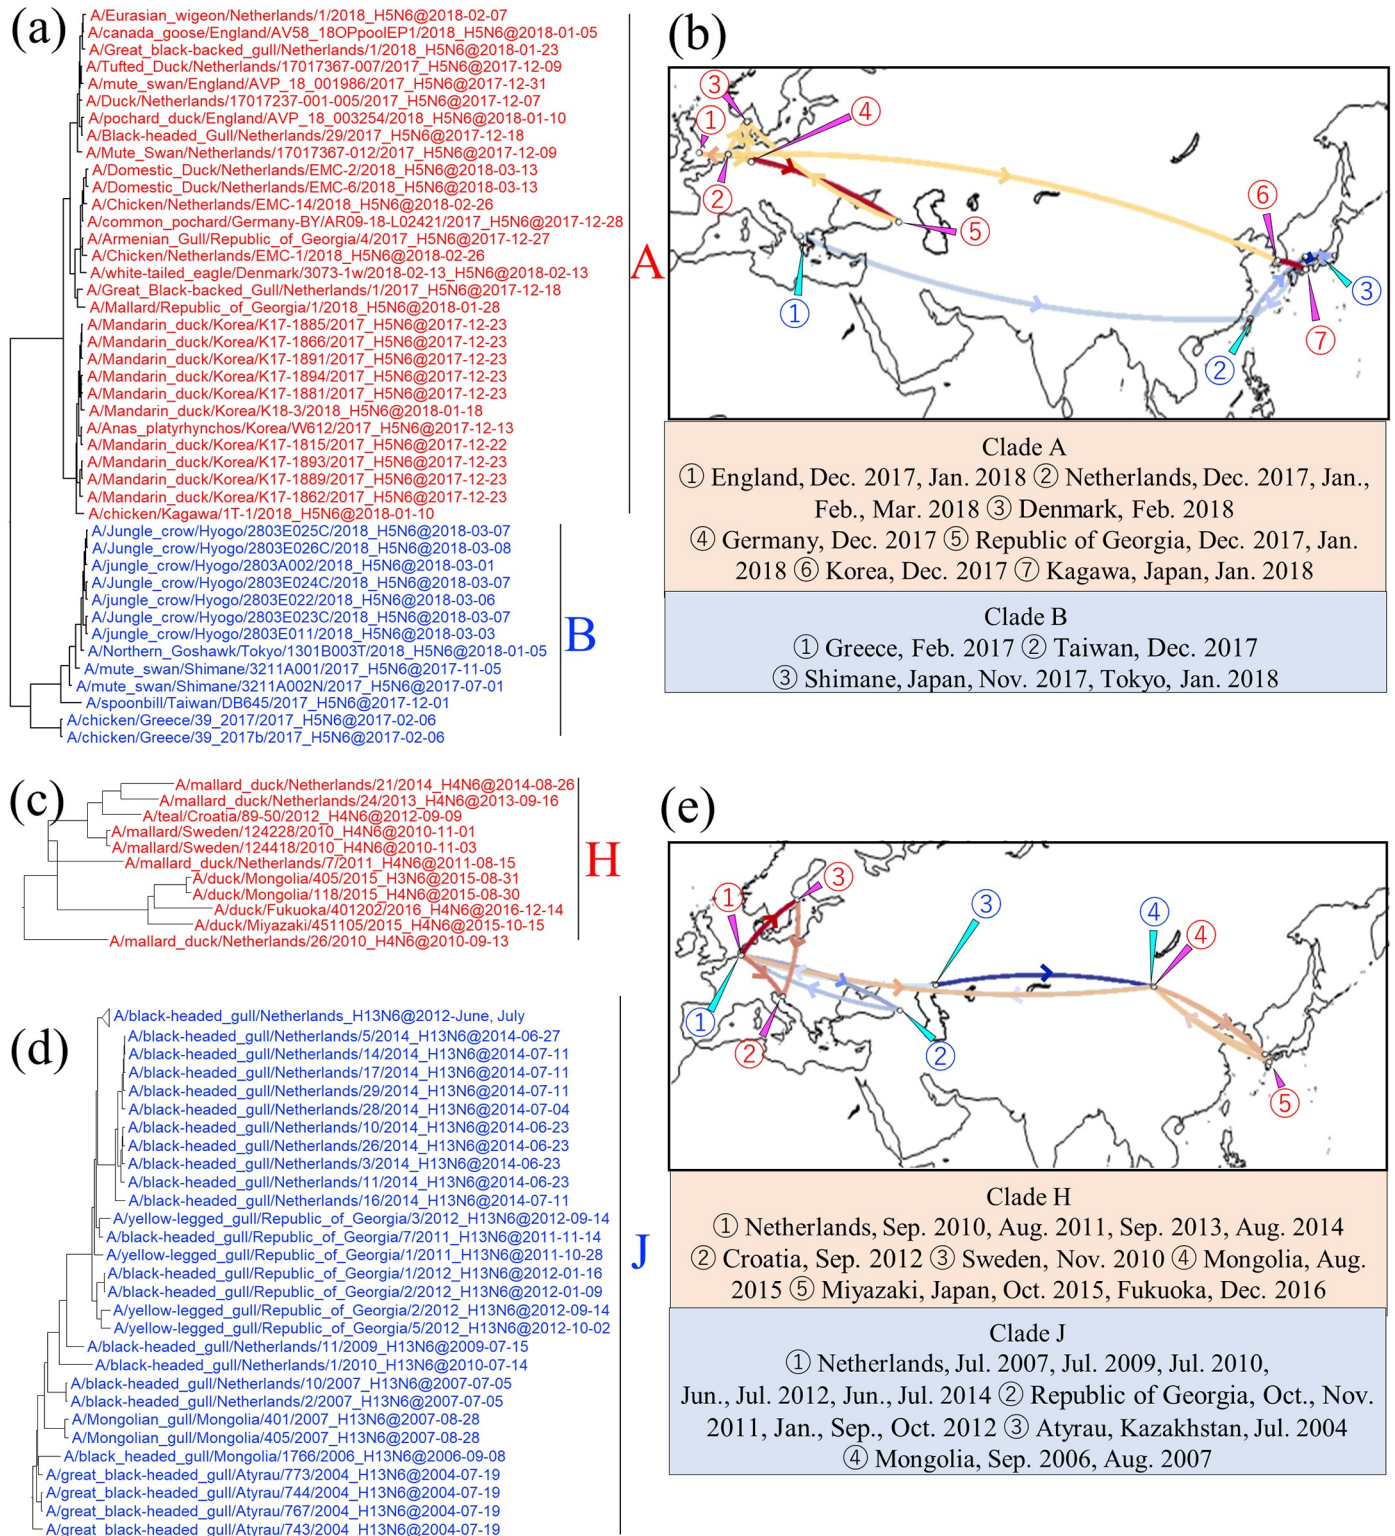 (a)
A/Eurasian_wigeon/Netherlands/1/2018_H5N6@2018-02-07
A/canada_goose/England/AV58_18OPpoolEP1/2018_H5N6@2018-01-05
A/Great_black-backed_gull/Netherlands/1/2018_H5N6@2018-01-23
A/Tufted_Duck/Netherlands/17017367-007/2017_H5N6@2017-12-09
A/mute_swan/England/AVP_18_001986/2017_H5N6@2017-12-31
A/Duck/Netherlands/17017237-001-005/2017_H5N6@2017-12-07
A/pochard_duck/England/AVP_18_003254/2018_H5N6@2018-01-10
A/Black-headed_Gull/Netherlands/29/2017_H5N6@2017-12-18
A/Mute_Swan/Netherlands/17017367-012/2017_H5N6@2017-12-09
A/Domestic_Duck/Netherlands/EMC-2/2018_H5N6@2018-03-13
A/Domestic_Duck/Netherlands/EMC-6/2018_H5N6@2018-03-13
A/Chicken/Netherlands/EMC-14/2018_H5N6@2018-02-26
A/common_pochard/Germany-BY/AR09-18-L02421/2017_H5N6@2017-12-28
A/Armenian_Gull/Republic_of_Georgia/4/2017_H5N6@2017-12-27
A/Chicken/Netherlands/EMC-1/2018_H5N6@2018-02-26
A/white-tailed_eagle/Denmark/3073-1w/2018-02-13_H5N6@2018-02-13
A/Great_Black-backed_Gull/Netherlands/1/2017_H5N6@2017-12-18
A/Mallard/Republic_of_Georgia/1/2018_H5N6@2018-01-28
A/Mandarin_duck/Korea/K17-1885/2017_H5N6@2017-12-23
A/Mandarin_duck/Korea/K17-1866/2017_H5N6@2017-12-23
A/Mandarin_duck/Korea/K17-1891/2017_H5N6@2017-12-23
A/Mandarin_duck/Korea/K17-1894/2017_H5N6@2017-12-23
A/Mandarin_duck/Korea/K17-1881/2017_H5N6@2017-12-23
A/Mandarin_duck/Korea/K18-3/2018_H5N6@2018-01-18
A/Anas_platyrhynchos/Korea/W612/2017_H5N6@2017-12-13
A/Mandarin_duck/Korea/K17-1815/2017_H5N6@2017-12-22
A/Mandarin_duck/Korea/K17-1893/2017_H5N6@2017-12-23
A/Mandarin_duck/Korea/K17-1889/2017_H5N6@2017-12-23
A/Mandarin_duck/Korea/K17-1862/2017_H5N6@2017-12-23
A/chicken/Kagawa/1T-1/2018_H5N6@2018-01-10
A
A/Jungle_crow/Hyogo/2803E025C/2018_H5N6@2018-03-07
A/Jungle_crow/Hyogo/2803E026C/2018_H5N6@2018-03-08
A/jungle_crow/Hyogo/2803A002/2018_H5N6@2018-03-01
A/Jungle_crow/Hyogo/2803E024C/2018_H5N6@2018-03-07
A/jungle_crow/Hyogo/2803E022/2018_H5N6@2018-03-06
A/Jungle_crow/Hyogo/2803E023C/2018_H5N6@2018-03-07
A/jungle_crow/Hyogo/2803E011/2018_H5N6@2018-03-03
A/Northern_Goshawk/Tokyo/1301B003T/2018_H5N6@2018-01-05
A/mute_swan/Shimane/3211A001/2017_H5N6@2017-11-05
A/mute_swan/Shimane/3211A002N/2017_H5N6@2017-07-01
A/spoonbill/Taiwan/DB645/2017_H5N6@2017-12-01
A/chicken/Greece/39_2017/2017_H5N6@2017-02-06
A/chicken/Greece/39_2017b/2017_H5N6@2017-02-06
B
(b)
③
①
④
②
⑤
⑥
⑦
①
②
③
Clade A
① England, Dec. 2017, Jan. 2018 ② Netherlands, Dec. 2017, Jan.,
Feb., Mar. 2018 ③ Denmark, Feb. 2018
④ Germany, Dec. 2017 ⑤ Republic of Georgia, Dec. 2017, Jan.
2018 ⑥ Korea, Dec. 2017 ⑦ Kagawa, Japan, Jan. 2018
Clade B
① Greece, Feb. 2017 ② Taiwan, Dec. 2017
③ Shimane, Japan, Nov. 2017, Tokyo, Jan. 2018
(c)
A/mallard_duck/Netherlands/21/2014_H4N6@2014-08-26
A/mallard_duck/Netherlands/24/2013_H4N6@2013-09-16
A/teal/Croatia/89-50/2012_H4N6@2012-09-09
A/mallard/Sweden/124228/2010_H4N6@2010-11-01
A/mallard/Sweden/124418/2010_H4N6@2010-11-03
A/mallard_duck/Netherlands/7/2011_H4N6@2011-08-15
A/duck/Mongolia/405/2015_H3N6@2015-08-31
A/duck/Mongolia/118/2015_H4N6@2015-08-30
A/duck/Fukuoka/401202/2016_H4N6@2016-12-14
A/duck/Miyazaki/451105/2015_H4N6@2015-10-15
A/mallard_duck/Netherlands/26/2010_H4N6@2010-09-13
H
(d)
A/black-headed_gull/Netherlands_H13N6@2012-June, July
A/black-headed_gull/Netherlands/5/2014_H13N6@2014-06-27
A/black-headed_gull/Netherlands/14/2014_H13N6@2014-07-11
A/black-headed_gull/Netherlands/17/2014_H13N6@2014-07-11
A/black-headed_gull/Netherlands/29/2014_H13N6@2014-07-11
A/black-headed_gull/Netherlands/28/2014_H13N6@2014-07-04
A/black-headed_gull/Netherlands/10/2014_H13N6@2014-06-23
A/black-headed_gull/Netherlands/26/2014_H13N6@2014-06-23
A/black-headed_gull/Netherlands/3/2014_H13N6@2014-06-23
A/black-headed_gull/Netherlands/11/2014_H13N6@2014-06-23
A/black-headed_gull/Netherlands/16/2014_H13N6@2014-07-11
A/yellow-legged_gull/Republic_of_Georgia/3/2012_H13N6@2012-09-14
A/black-headed_gull/Republic_of_Georgia/7/2011_H13N6@2011-11-14
A/yellow-legged_gull/Republic_of_Georgia/1/2011_H13N6@2011-10-28
A/black-headed_gull/Republic_of_Georgia/1/2012_H13N6@2012-01-16
A/black-headed_gull/Republic_of_Georgia/2/2012_H13N6@2012-01-09
A/yellow-legged_gull/Republic_of_Georgia/2/2012_H13N6@2012-09-14
A/yellow-legged_gull/Republic_of_Georgia/5/2012_H13N6@2012-10-02
A/black-headed_gull/Netherlands/11/2009_H13N6@2009-07-15
A/black-headed_gull/Netherlands/1/2010_H13N6@2010-07-14
A/black-headed_gull/Netherlands/10/2007_H13N6@2007-07-05
A/black-headed_gull/Netherlands/2/2007_H13N6@2007-07-05
A/Mongolian_gull/Mongolia/401/2007_H13N6@2007-08-28
A/Mongolian_gull/Mongolia/405/2007_H13N6@2007-08-28
A/black_headed_gull/Mongolia/1766/2006_H13N6@2006-09-08
A/great_black-headed_gull/Atyrau/773/2004_H13N6@2004-07-19
A/great_black-headed_gull/Atyrau/744/2004_H13N6@2004-07-19
A/great_black-headed_gull/Atyrau/767/2004_H13N6@2004-07-19
A/great_black-headed_gull/Atyrau/743/2004_H13N6@2004-07-19
J
(e)
③
①
③
④
④
①
②
②
⑤
Clade H
① Netherlands, Sep. 2010, Aug. 2011, Sep. 2013, Aug. 2014
② Croatia, Sep. 2012 ③ Sweden, Nov. 2010 ④ Mongolia, Aug.
2015 ⑤ Miyazaki, Japan, Oct. 2015, Fukuoka, Dec. 2016
Clade J
① Netherlands, Jul. 2007, Jul. 2009, Jul. 2010,
Jun., Jul. 2012, Jun., Jul. 2014 ② Republic of Georgia, Oct., Nov.
2011, Jan., Sep., Oct. 2012 ③ Atyrau, Kazakhstan, Jul. 2004
④ Mongolia, Sep. 2006, Aug. 2007